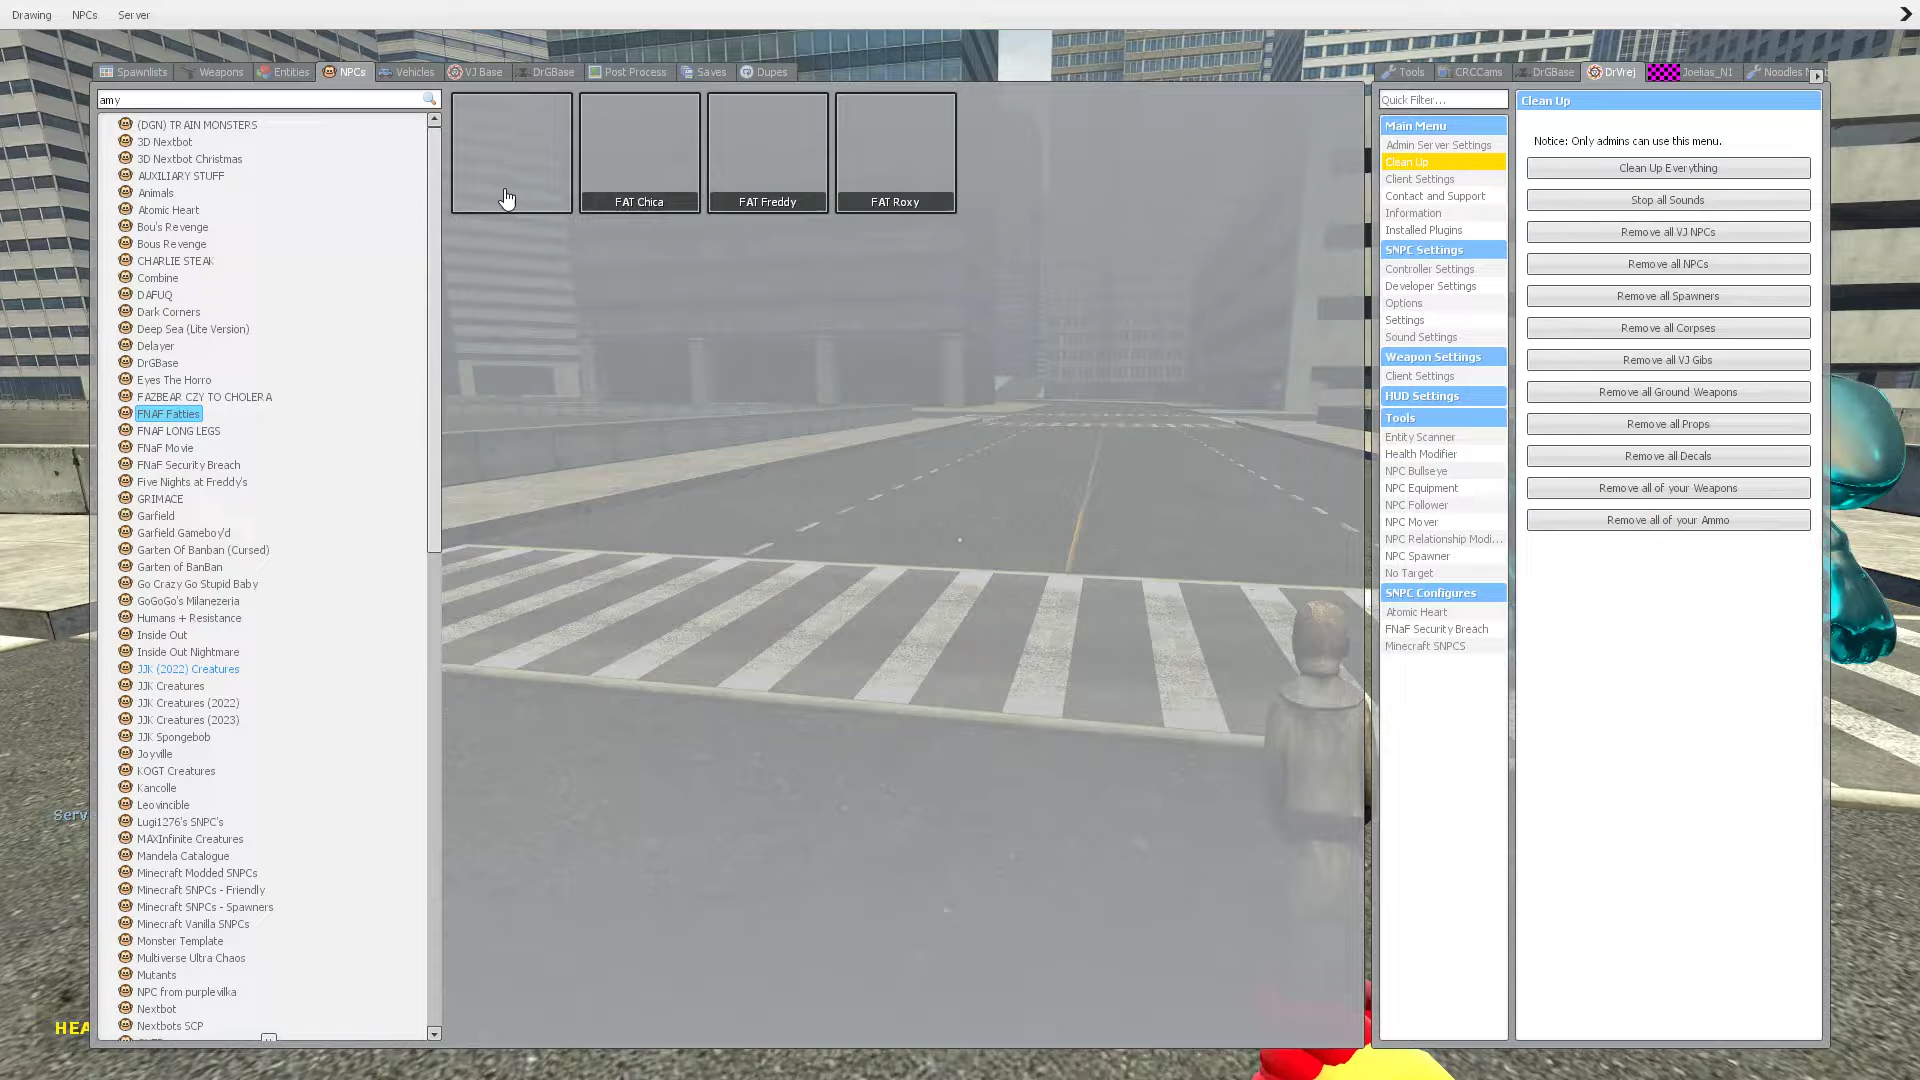 Drawing NPCs Server
Spawnlists Weapons Entities NPCs Vehicles VJ Base DrGBase Post Process Saves Dupes
Tools CRCCams DrGBase DrVrej Joelias_N1 Noodles
amy
(DGN) TRAIN MONSTERS
3D Nextbot
3D Nextbot Christmas
AUXILIARY STUFF
Animals
Atomic Heart
Bou's Revenge
Bous Revenge
CHARLIE STEAK
Combine
DAFUQ
Dark Corners
Deep Sea (Lite Version)
Delayer
DrGBase
Eyes The Horro
FAZBEAR CZY TO CHOLERA
FNAF Fatties
FNAF LONG LEGS
FNaF Movie
FNaF Security Breach
Five Nights at Freddy's
GRIMACE
Garfield
Garfield Gameboy'd
Garten Of Banban (Cursed)
Garten of BanBan
Go Crazy Go Stupid Baby
GoGoGo's Milanezeria
Humans + Resistance
Inside Out
Inside Out Nightmare
JJK (2022) Creatures
JJK Creatures
JJK Creatures (2022)
JJK Creatures (2023)
JJK Spongebob
Joyville
KOGT Creatures
Kancolle
Leovincible
Lugi1276's SNPC's
MAXInfinite Creatures
Mandela Catalogue
Minecraft Modded SNPCs
Minecraft SNPCs - Friendly
Minecraft SNPCs - Spawners
Minecraft Vanilla SNPCs
Monster Template
Multiverse Ultra Chaos
Mutants
NPC from purplevilka
Nextbot
Nextbots SCP
FAT Chica
FAT Freddy
FAT Roxy
Quick Filter...
Main Menu
Admin Server Settings
Clean Up
Client Settings
Contact and Support
Information
Installed Plugins
SNPC Settings
Controller Settings
Developer Settings
Options
Settings
Sound Settings
Weapon Settings
Client Settings
HUD Settings
Tools
Entity Scanner
Health Modifier
NPC Bullseye
NPC Equipment
NPC Follower
NPC Mover
NPC Relationship Modi...
NPC Spawner
No Target
SNPC Configures
Atomic Heart
FNaF Security Breach
Minecraft SNPCS
Clean Up
Notice: Only admins can use this menu.
Clean Up Everything
Stop all Sounds
Remove all VJ NPCs
Remove all NPCs
Remove all Spawners
Remove all Corpses
Remove all VJ Gibs
Remove all Ground Weapons
Remove all Props
Remove all Decals
Remove all of your Weapons
Remove all of your Ammo
Serv
HEA